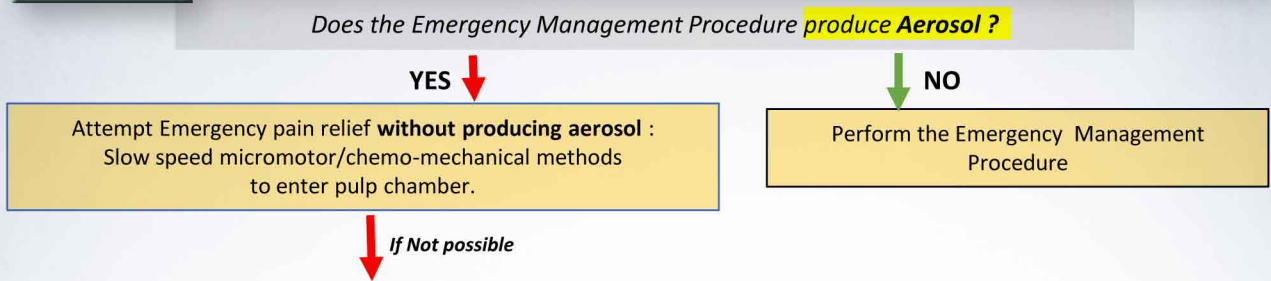 Does the Emergency Management Procedure produce Aerosol ?
YES
NO
Attempt Emergency pain relief without producing aerosol :
Slow speed micromotor/chemo-mechanical methods
to enter pulp chamber.
Perform the Emergency Management
Procedure
If Not possible